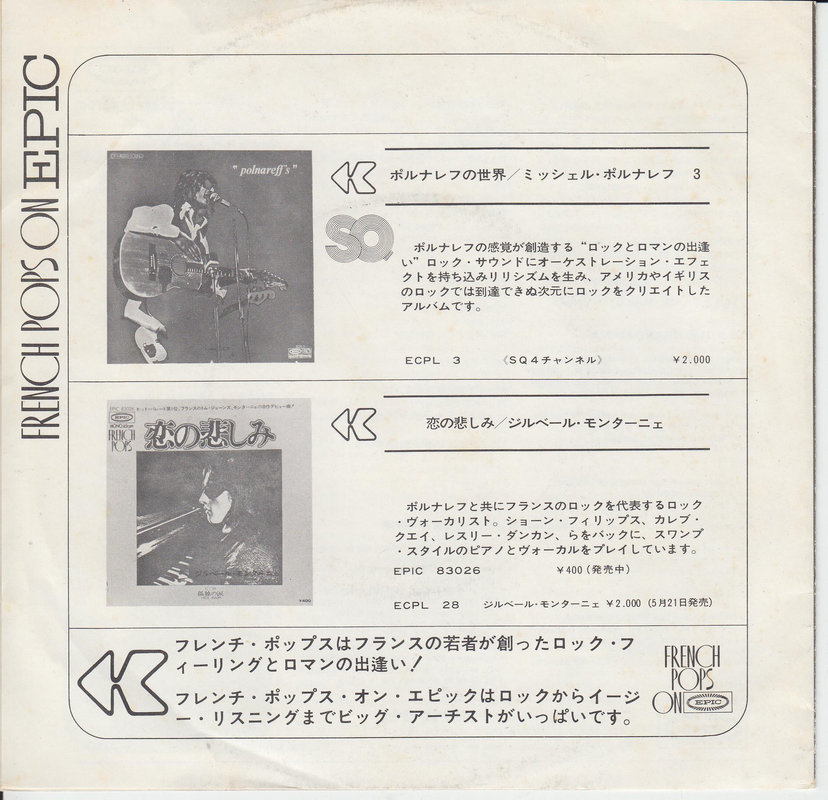 FRENCH POPS ON EPIC
"polnareff's"
ポルナレフの世界／ミッシェル・ポルナレフ 3
SQ
ポルナレフの感覚が創造する“ロックとロマンの出逢
い”ロック・サウンドにオーケストレーション・エフェ
クトを持ち込みリリシズムを生み、アメリカやイギリス
のロックでは到達できぬ次元にロックをクリエイトした
アルバムです。
ECPL 3 《SQ4チャンネル》 ￥2.000
EPIC 83026
EPIC
FRENCH
POPS
恋の悲しみ
ジルベール・モンターニェ
孤独の涙
￥400
恋の悲しみ／ジルベール・モンターニェ
ポルナレフと共にフランスのロックを代表するロック
・ヴォーカリスト。ショーン・フィリップス、カレブ・
クエイ、レスリー・ダンカン、らをバックに、スワンプ
・スタイルのピアノとヴォーカルをプレイしています。
EPIC 83026 ￥400（発売中）
ECPL 28 ジルベール・モンターニェ ￥2.000（5月21日発売）
フレンチ・ポップスはフランスの若者が創ったロック・フ
ィーリングとロマンの出逢い！
フレンチ・ポップス・オン・エピックはロックからイージ
ー・リスニングまでビッグ・アーチストがいっぱいです。
FRENCH
POPS
ON EPIC